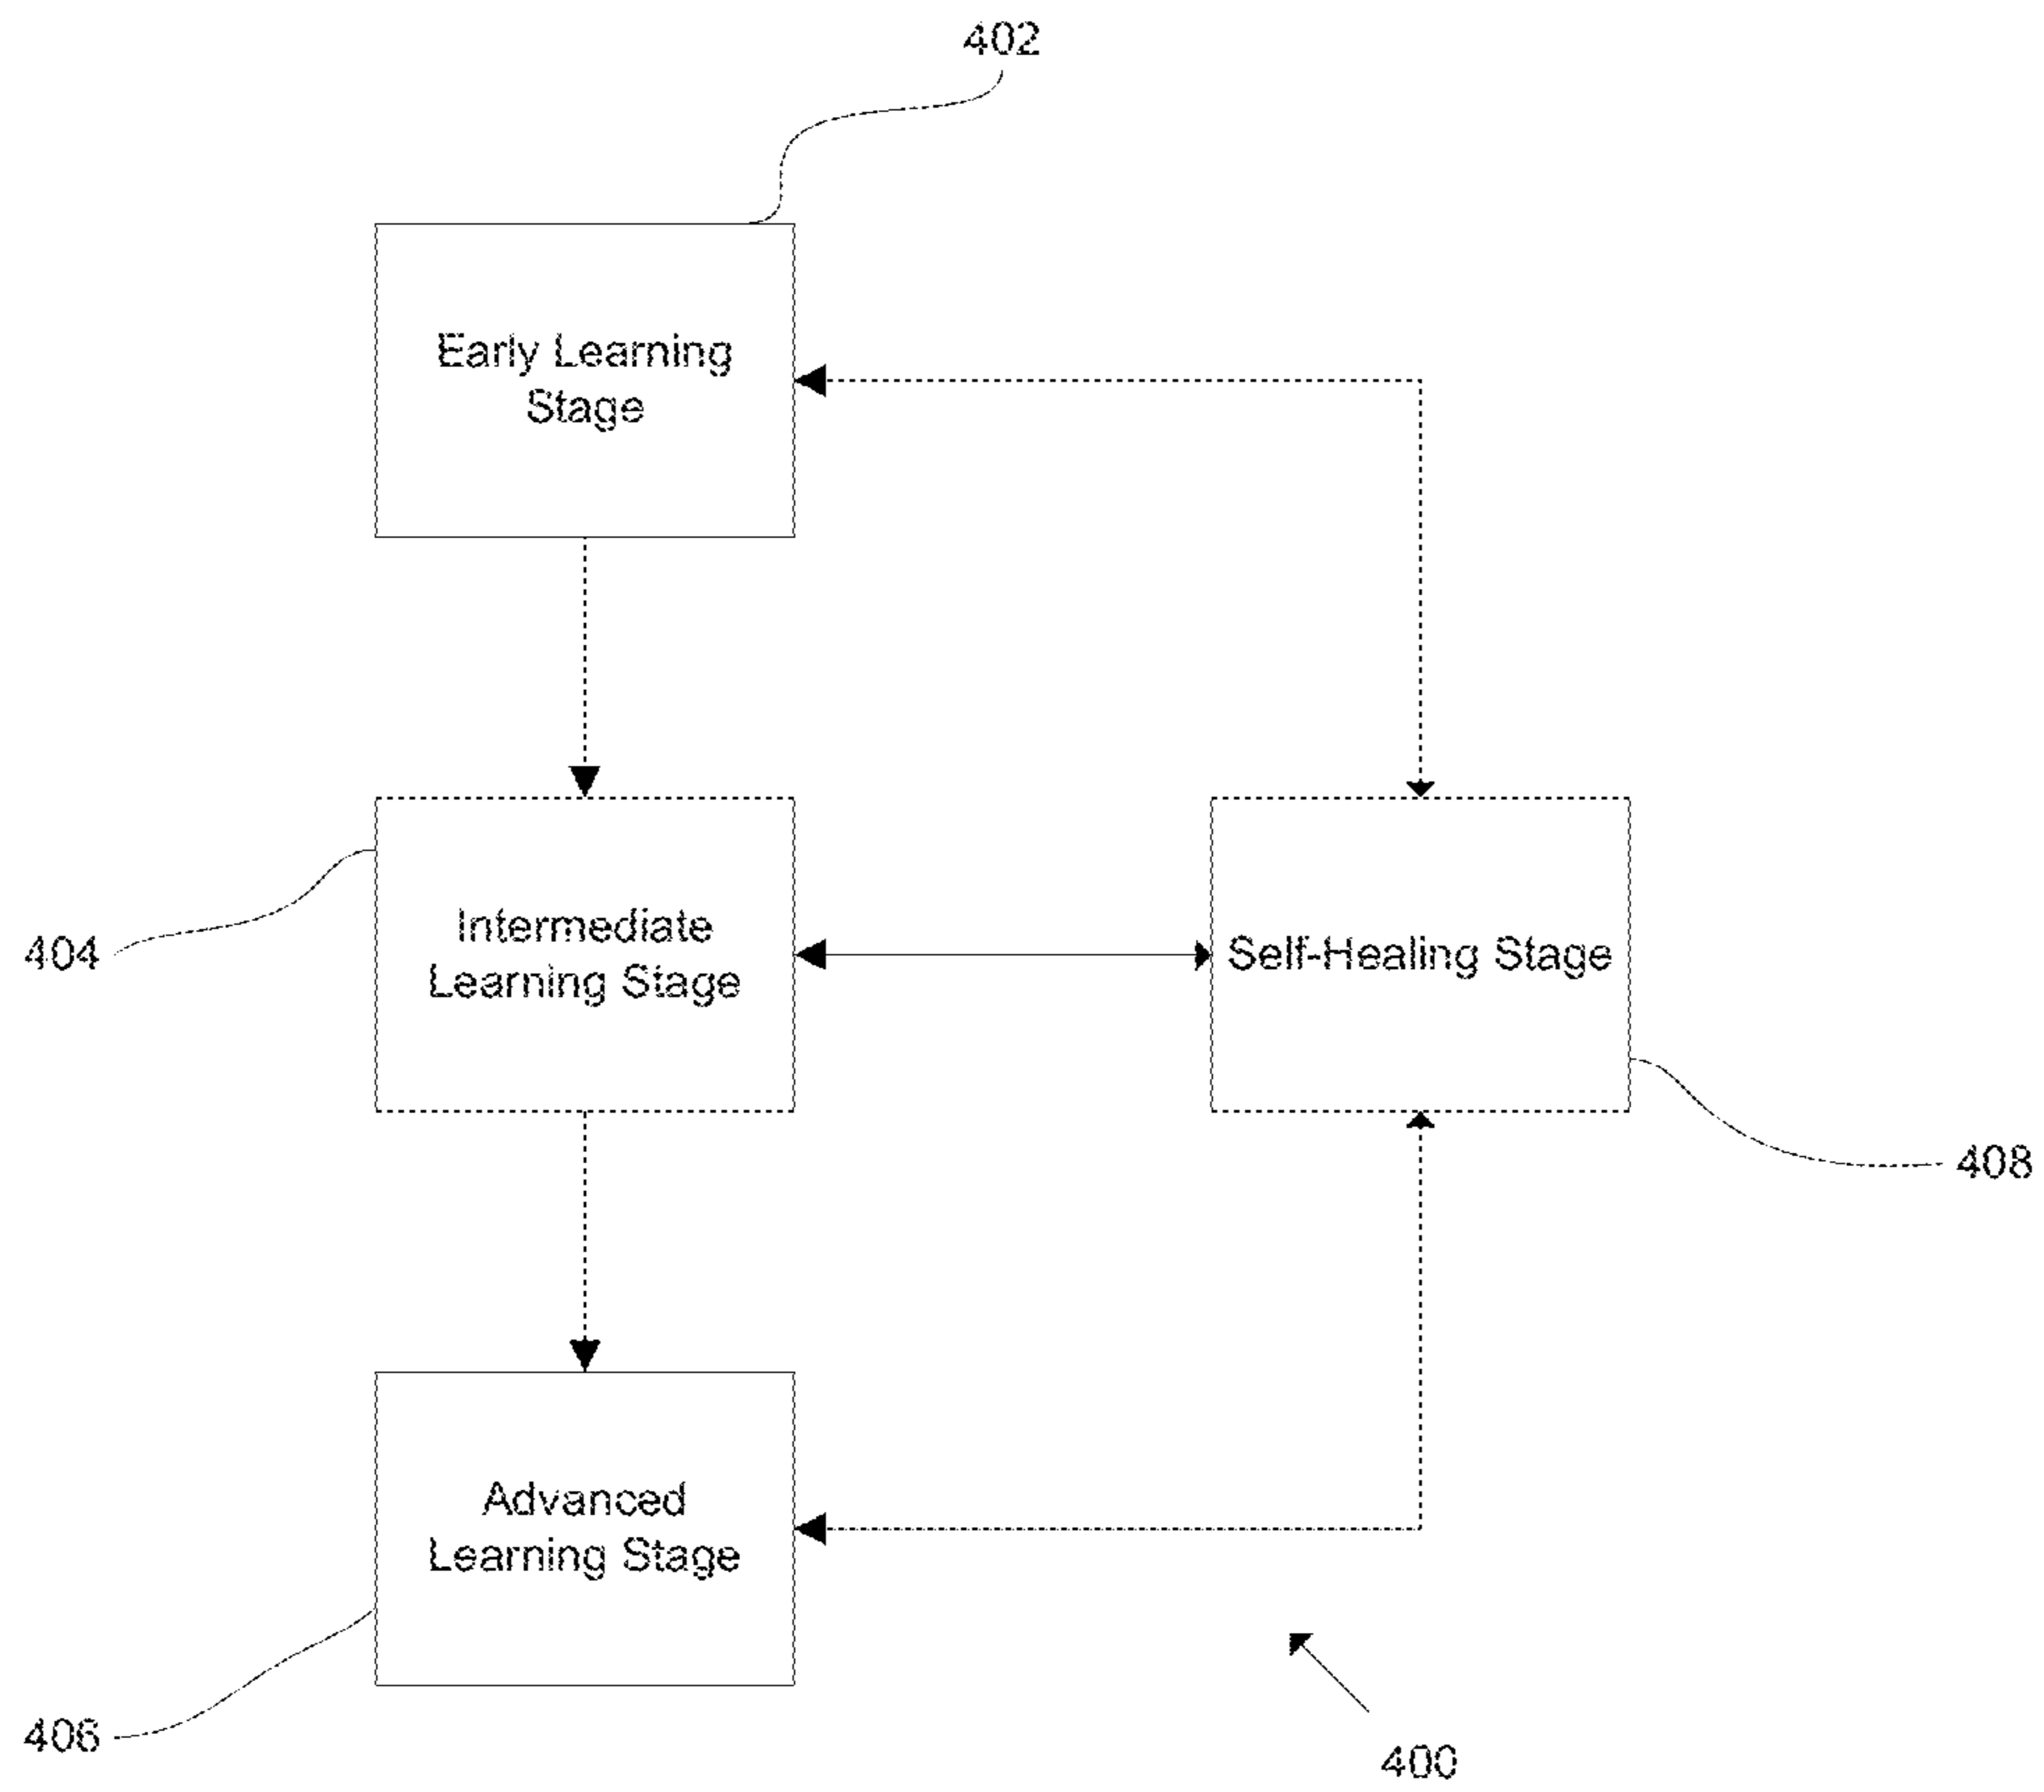 402
Early Learning
Stage
Intermediate
Learning Stage
404
Self-Healing Stage
408
Advanced
Learning Stage
406
400